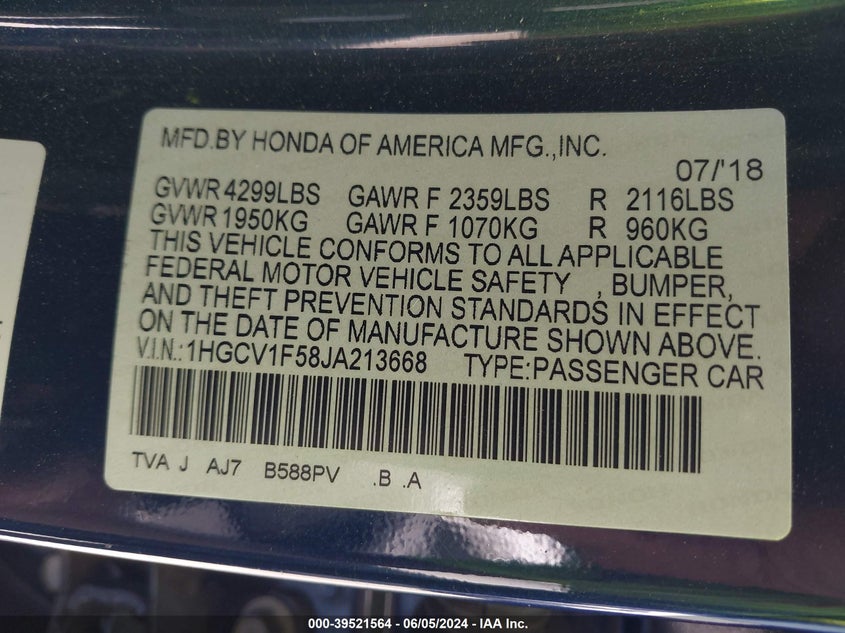 MFD.BY HONDA OF AMERICA MFG.,INC.
07/'18
GVWR 4299LBS GAWR F 2359LBS R 2116LBS
GVWR 1950KG GAWR F 1070KG R 960KG
THIS VEHICLE CONFORMS TO ALL APPLICABLE
FEDERAL MOTOR VEHICLE SAFETY , BUMPER,
AND THEFT PREVENTION STANDARDS IN EFFECT
ON THE DATE OF MANUFACTURE SHOWN ABOVE.
V.I.N.:1HGCV1F58JA213668 TYPE:PASSENGER CAR
TVA J AJ7 B588PV .B .A
000-39521564 - 06/05/2024 - IAA Inc.